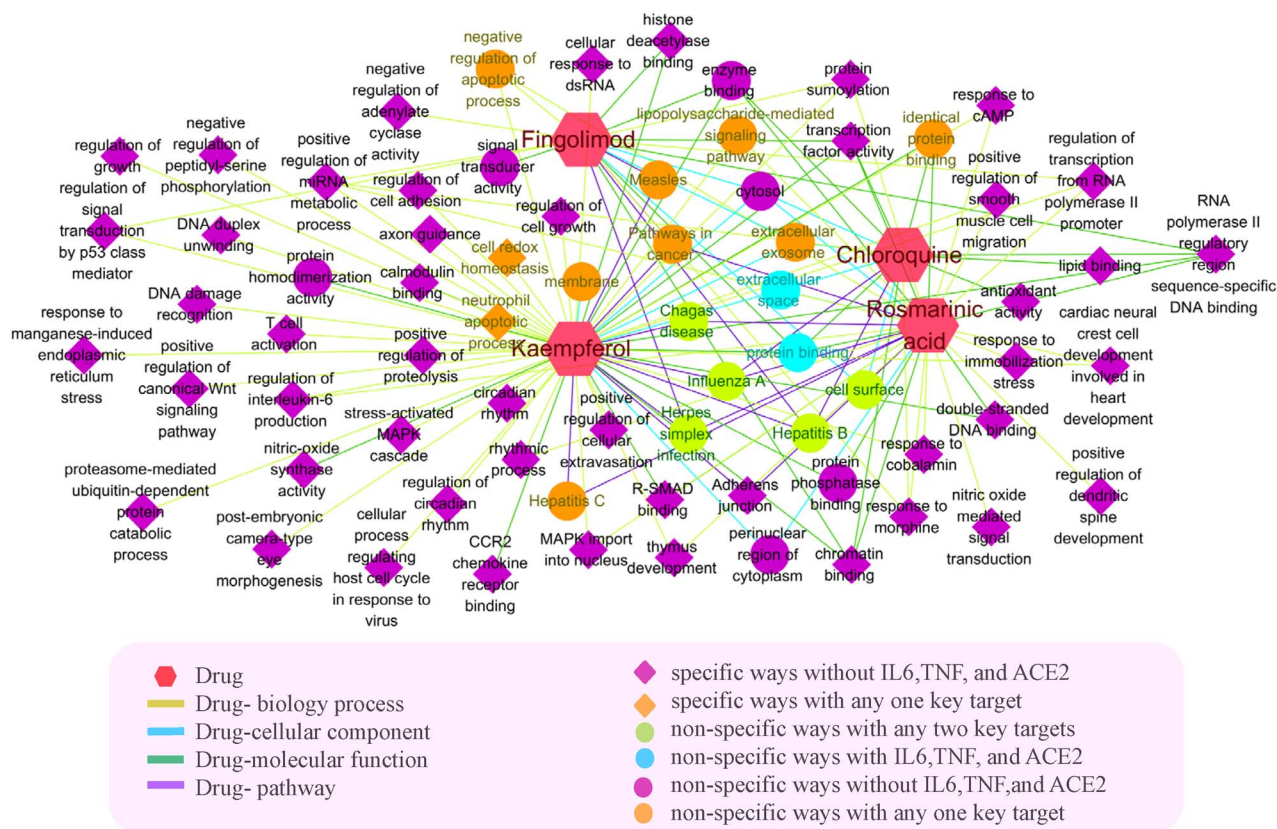 histone
deacetylase
binding
negative
regulation of
apoptotic
process
cellular
response to
dsRNA
enzyme
binding
protein
sumoylation
response to
cAMP
negative
regulation of
adenylate
cyclase
activity
Fingolimod
lipopolysaccharide-mediated
signaling
pathway
transcription
factor activity
identical
protein
binding
regulation of
growth
negative
regulation of
peptidyl-serine
phosphorylation
positive
regulation of
miRNA
metabolic
process
signal
transducer
activity
regulation of
cell adhesion
Measles
cytosol
positive
regulation of
smooth
muscle cell
migration
regulation of
transcription
from RNA
polymerase II
promoter
RNA
polymerase II
regulatory
region
sequence-specific
DNA binding
regulation of
signal
transduction
by p53 class
mediator
DNA duplex
unwinding
axon guidance
regulation of
cell growth
Pathways in
cancer
extracellular
exosome
Chloroquine
lipid binding
protein
homodimerization
activity
calmodulin
binding
cell redox
homeostasis
membrane
extracellular
space
antioxidant
activity
DNA damage
recognition
T cell
activation
neutrophil
apoptotic
process
Chagas
disease
Rosmarinic
acid
cardiac neural
crest cell
development
involved in
heart
development
response to
manganese-induced
endoplasmic
reticulum
stress
positive
regulation of
canonical Wnt
signaling
pathway
regulation of
interleukin-6
production
positive
regulation of
proteolysis
Kaempferol
protein binding
response to
immobilization
stress
Influenza A
cell surface
circadian
rhythm
stress-activated
MAPK
cascade
positive
regulation of
cellular
extravasation
Herpes
simplex
infection
Hepatitis B
double-stranded
DNA binding
nitric-oxide
synthase
activity
rhythmic
process
response to
cobalamin
proteasome-mediated
ubiquitin-dependent
protein
catabolic
process
regulation of
circadian
rhythm
Hepatitis C
R-SMAD
binding
Adherens
junction
protein
phosphatase
binding
response to
morphine
nitric oxide
mediated
signal
transduction
positive
regulation of
dendritic
spine
development
post-embryonic
camera-type
eye
morphogenesis
cellular
process
regulating
host cell cycle
in response to
virus
CCR2
chemokine
receptor
binding
MAPK import
into nucleus
thymus
development
perinuclear
region of
cytoplasm
chromatin
binding
Drug
Drug- biology process
Drug-cellular component
Drug-molecular function
Drug- pathway
specific ways without IL6,TNF, and ACE2
specific ways with any one key target
non-specific ways with any two key targets
non-specific ways with IL6,TNF, and ACE2
non-specific ways without IL6,TNF,and ACE2
non-specific ways with any one key target